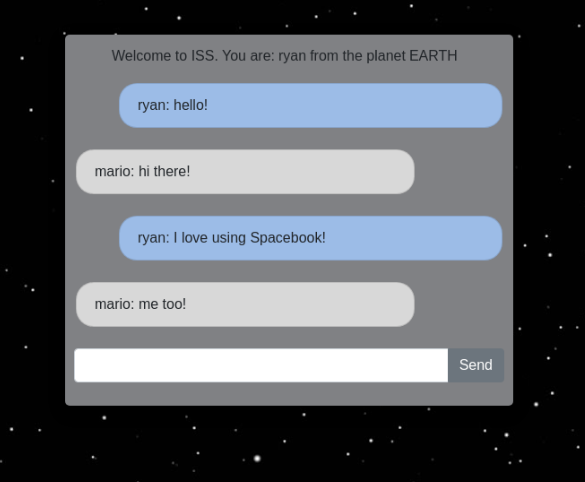 Welcome to ISS. You are: ryan from the planet EARTH
ryan: hello!
mario: hi there!
ryan: I love using Spacebook!
mario: me too!
Send